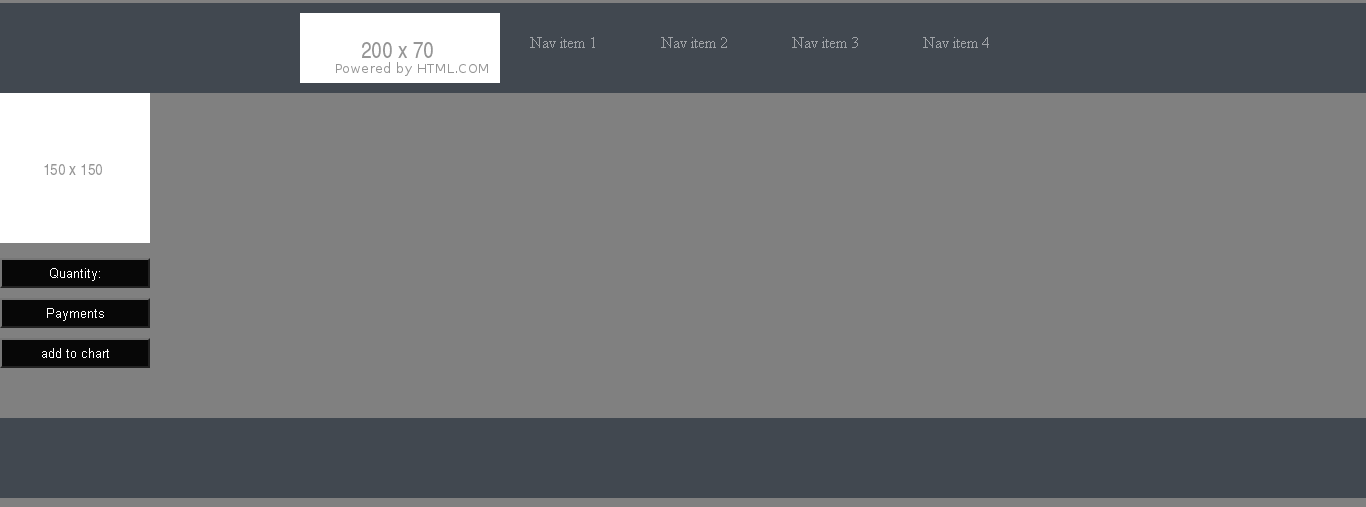 200 x 70
Powered by HTML.COM
Nav item 1
Nav item 2
Nav item 3
Nav item 4
150 x 150
Quantity:
Payments
add to chart